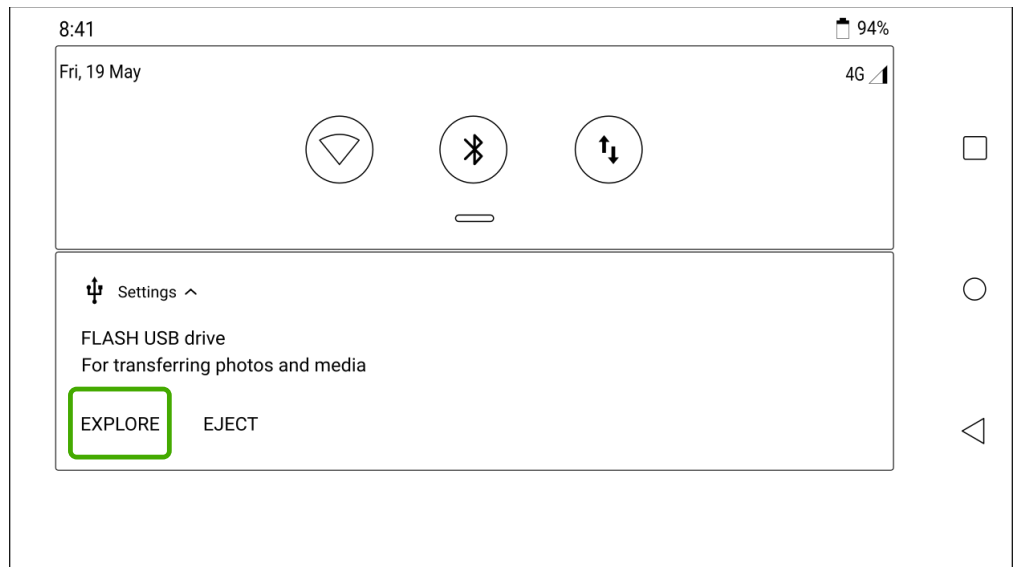 8:41 94%
Fri, 19 May 4G
Settings
FLASH USB drive
For transferring photos and media
EXPLORE EJECT